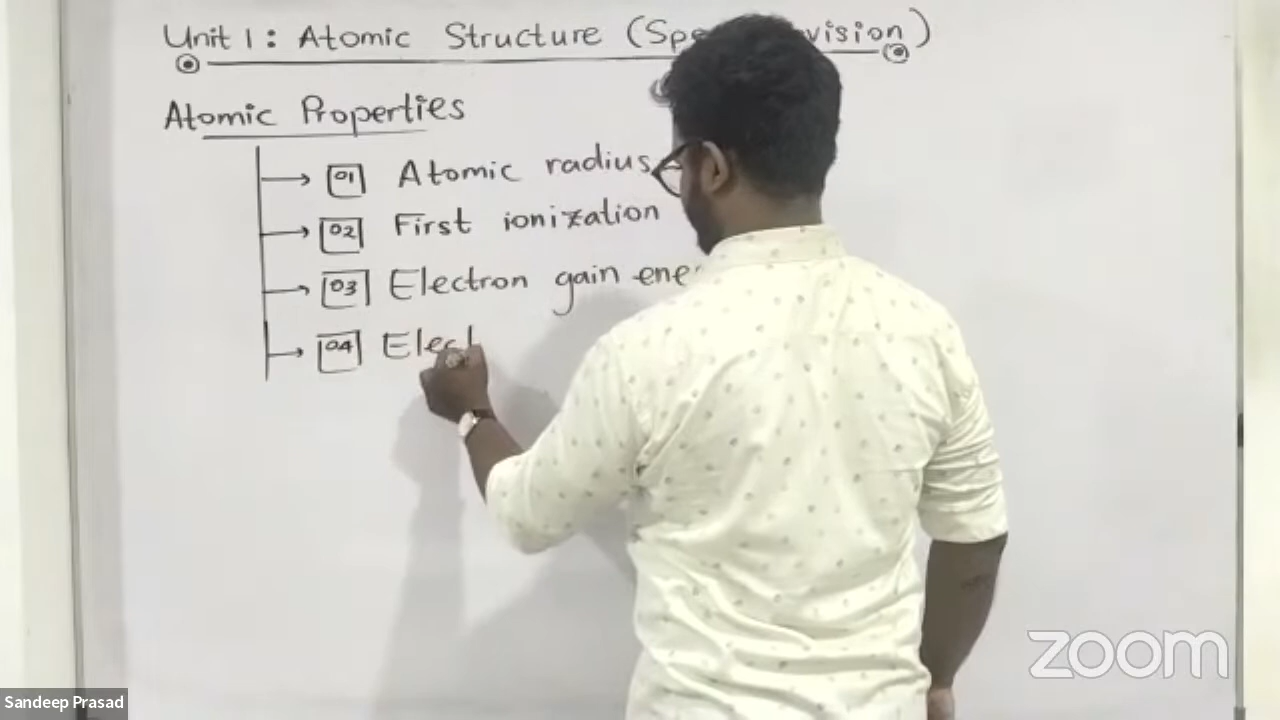 Unit 1 : Atomic Structure (Spe vision)
Atomic Properties
01 Atomic radius
02 First ionization
03 Electron gain ene
04 Elect
zoom
Sandeep Prasad